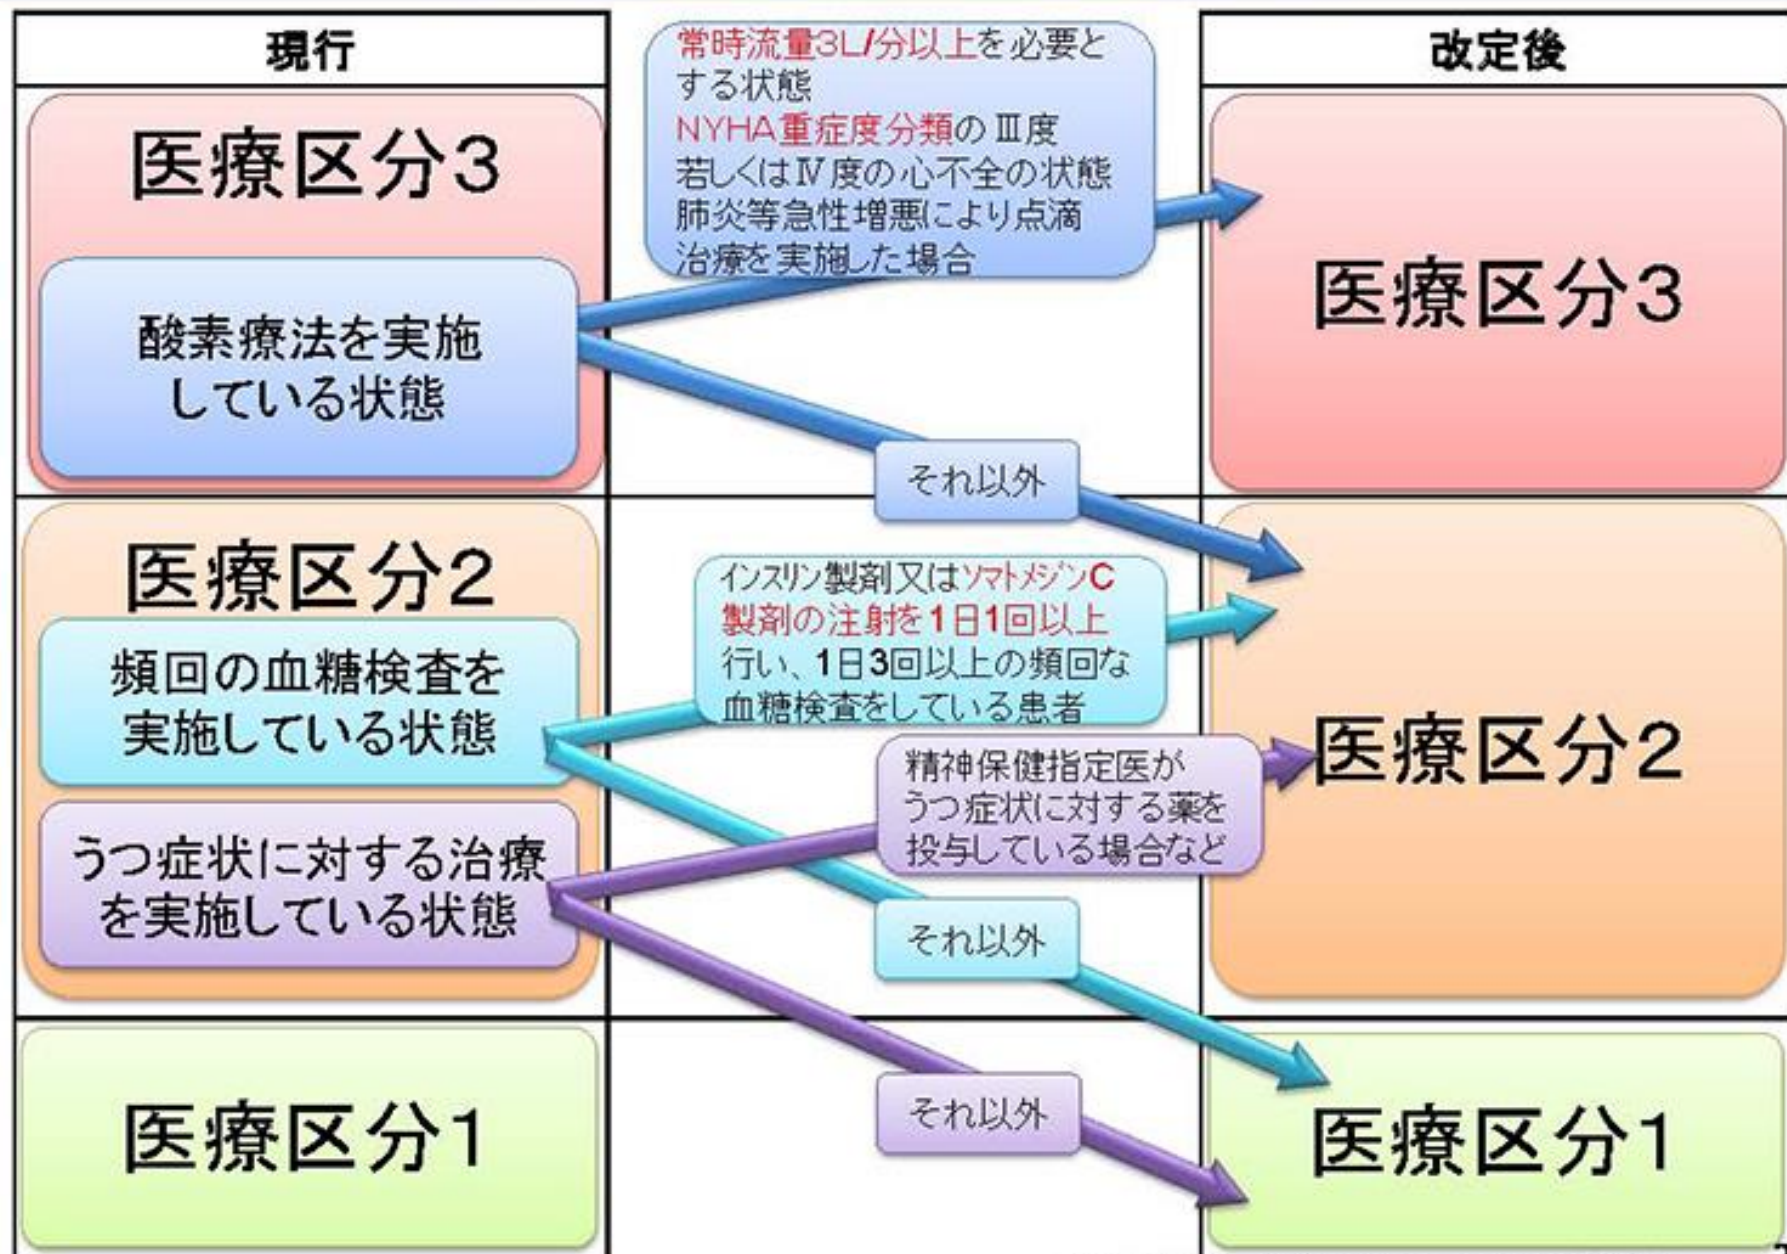 現行
改定後
医療区分3
酸素療法を実施
している状態
常時流量3L/分以上を必要と
する状態
NYHA重症度分類のⅢ度
若しくはⅣ度の心不全の状態
肺炎等急性増悪により点滴
治療を実施した場合
医療区分3
それ以外
医療区分2
頻回の血糖検査を
実施している状態
うつ症状に対する治療
を実施している状態
インスリン製剤又はソマトメジンC
製剤の注射を1日1回以上
行い、1日3回以上の頻回な
血糖検査をしている患者
精神保健指定医が
うつ症状に対する薬を
投与している場合など
医療区分2
それ以外
それ以外
医療区分1
医療区分1